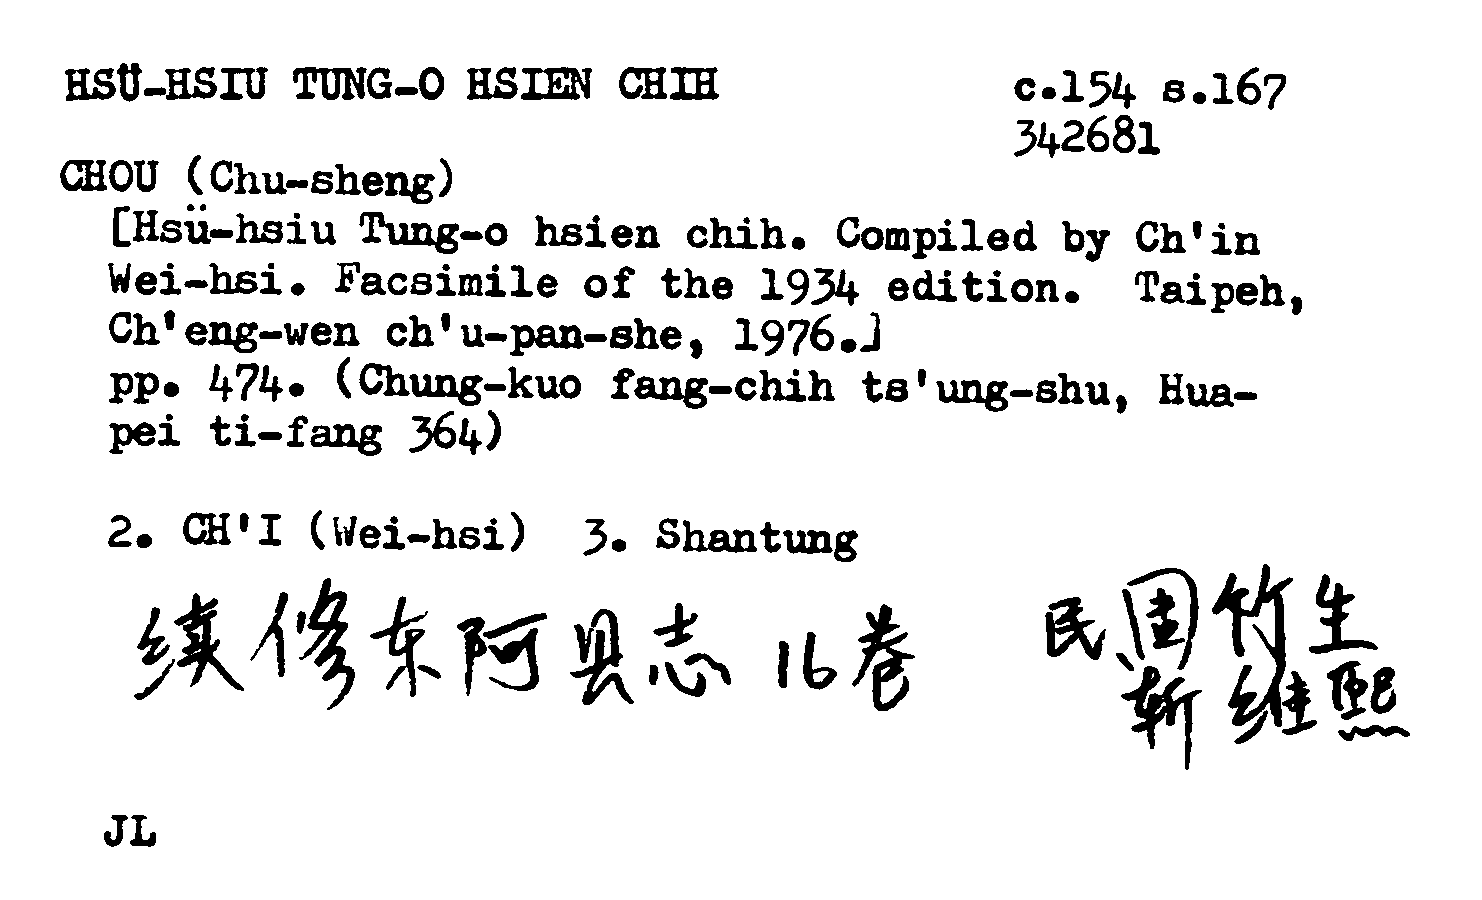 HSÜ-HSIU TUNG-O HSIEN CHIH
c.154 s.167
342681
CHOU (Chu-sheng)
[Hsü-hsiu Tung-o hsien chih. Compiled by Ch'in
Wei-hsi. Facsimile of the 1934 edition. Taipeh,
Ch'eng-wen ch'u-pan-she, 1976.]
pp. 474. (Chung-kuo fang-chih ts'ung-shu, Hua-
pei ti-fang 364)
2. CH'I (Wei-hsi) 3. Shantung
续修东阿县志 16卷
民、周竹生
靳维熙
JL